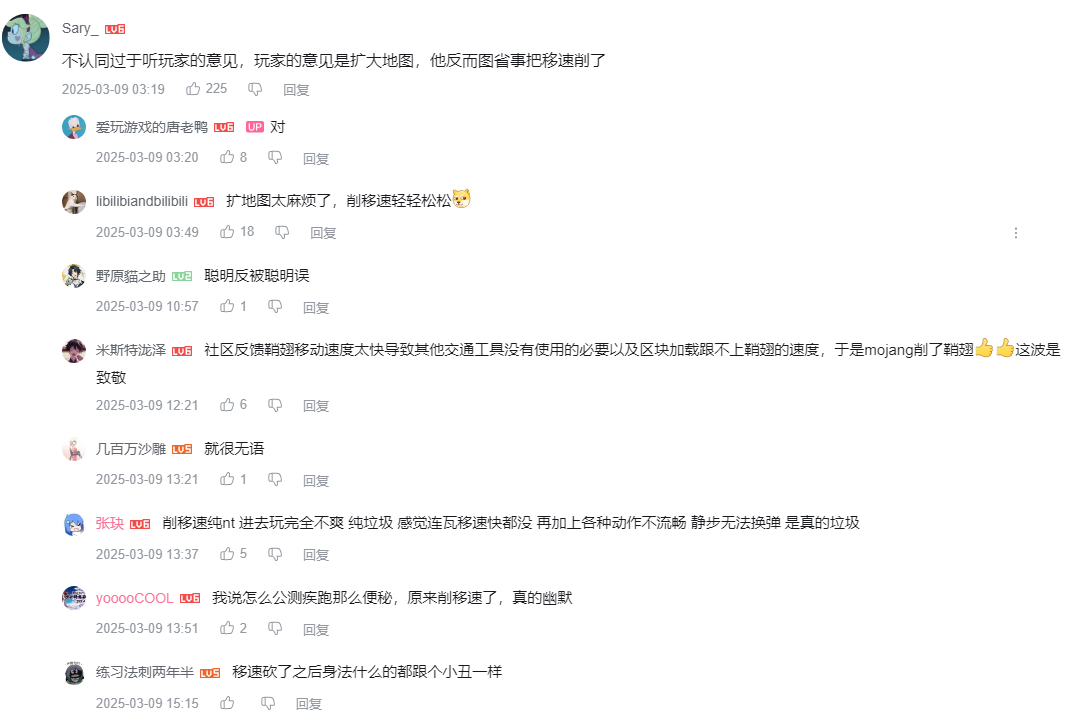 Sary_ LV6
不认同过于听玩家的意见，玩家的意见是扩大地图，他反而图省事把移速削了
2025-03-09 03:19 225 回复
爱玩游戏的唐老鸭 LV6 UP 对
2025-03-09 03:20 8 回复
libilibiandbilibili LV6 扩地图太麻烦了，削移速轻轻松松
2025-03-09 03:49 18 回复
野原貓之助 LV2 聪明反被聪明误
2025-03-09 10:57 1 回复
米斯特泷泽 LV6 社区反馈鞘翅移动速度太快导致其他交通工具没有使用的必要以及区块加载跟不上鞘翅的速度，于是mojang削了鞘翅👍👍这波是
致敬
2025-03-09 12:21 6 回复
几百万沙雕 LV5 就很无语
2025-03-09 13:21 1 回复
张玦 LV6 削移速纯nt 进去玩完全不爽 纯垃圾 感觉连瓦移速快都没 再加上各种动作不流畅 静步无法换弹 是真的垃圾
2025-03-09 13:37 5 回复
yooooCOOL LV6 我说怎么公测疾跑那么便秘，原来削移速了，真的幽默
2025-03-09 13:51 2 回复
练习法刺两年半 LV5 移速砍了之后身法什么的都跟个小丑一样
2025-03-09 15:15 回复